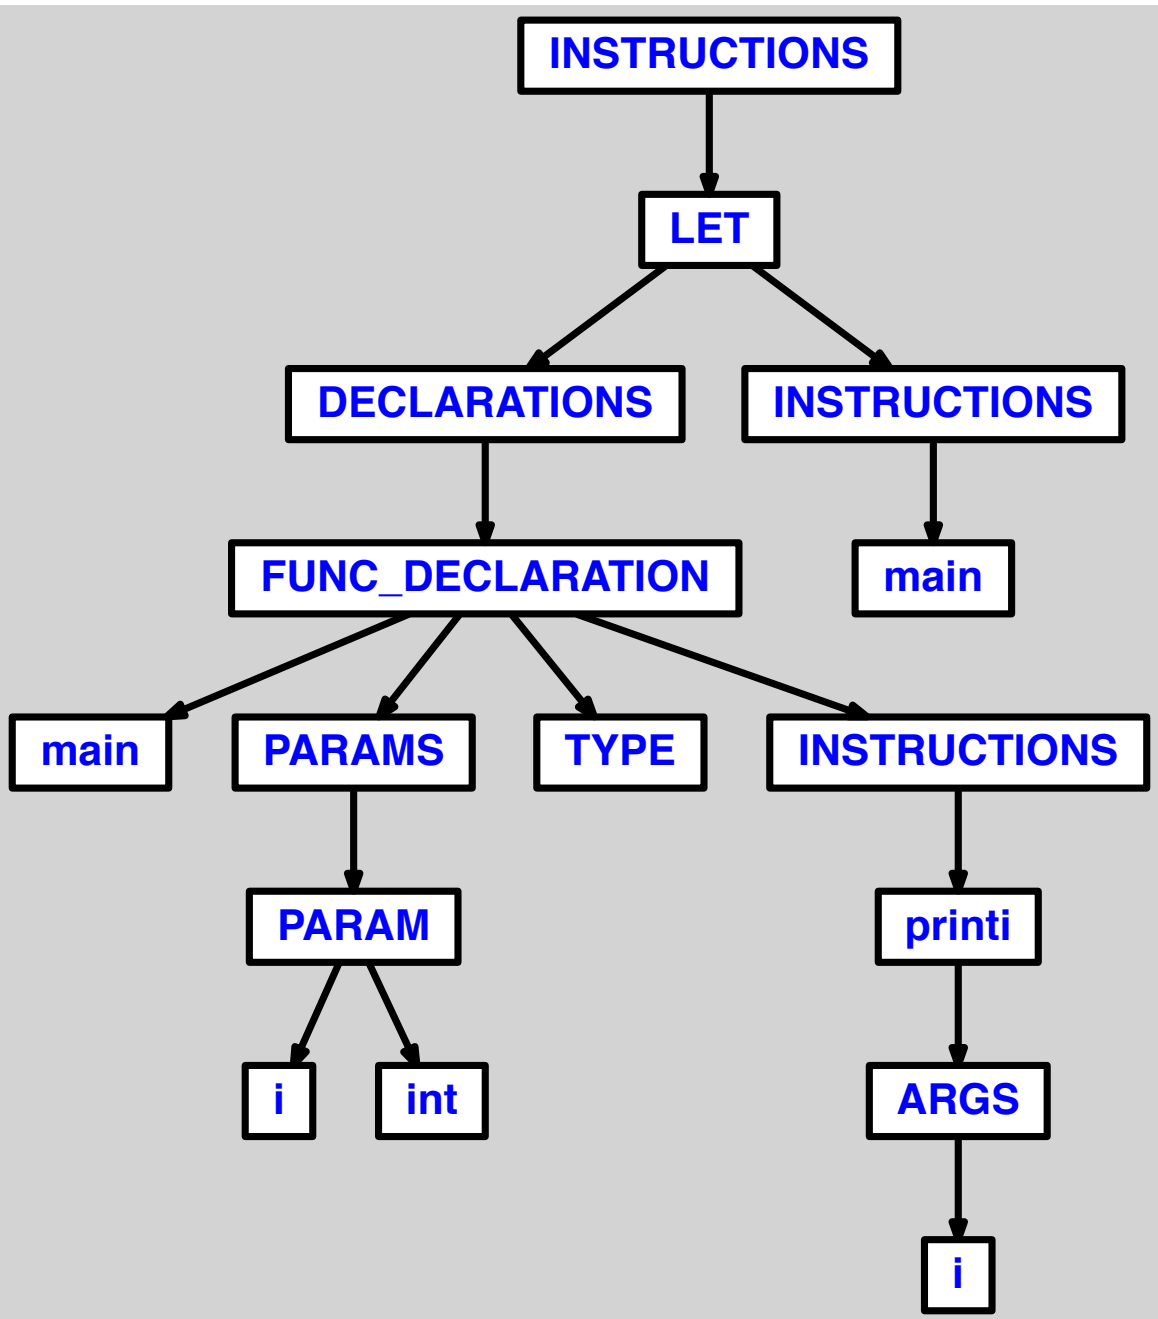 INSTRUCTIONS
LET
DECLARATIONS
INSTRUCTIONS
FUNC_DECLARATION
main
main
PARAMS
TYPE
INSTRUCTIONS
PARAM
printi
i
int
ARGS
i